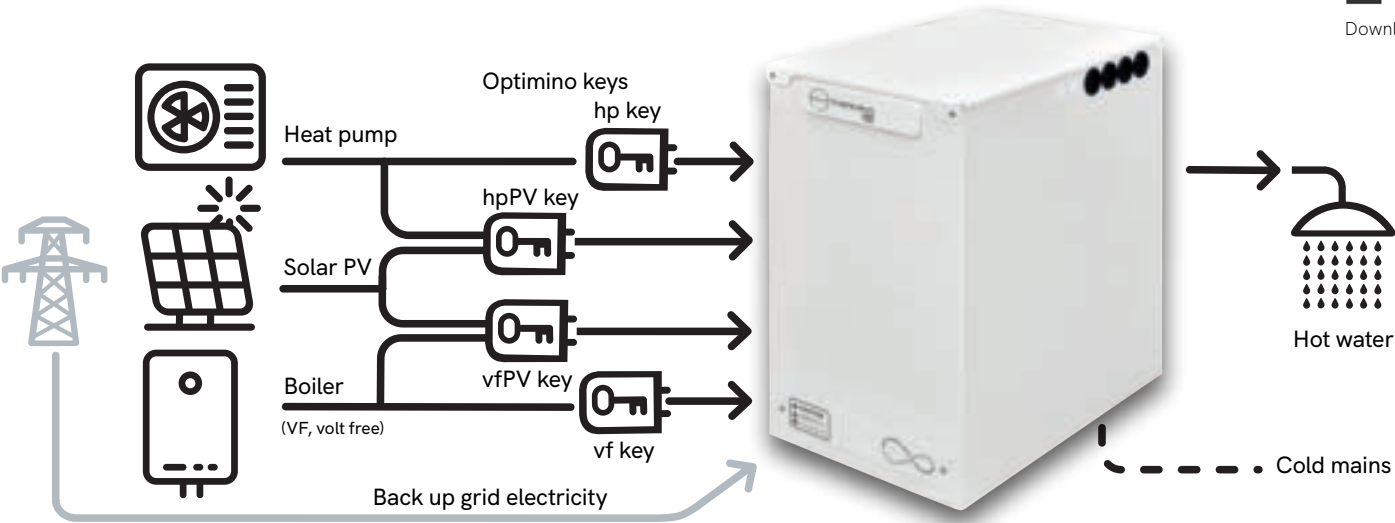 Downl
Optimino keys
hp key
Heat pump
hpPV key
Solar PV
vfPV key
Boiler
(VF, volt free)
vf key
Hot water
Cold mains
Back up grid electricity